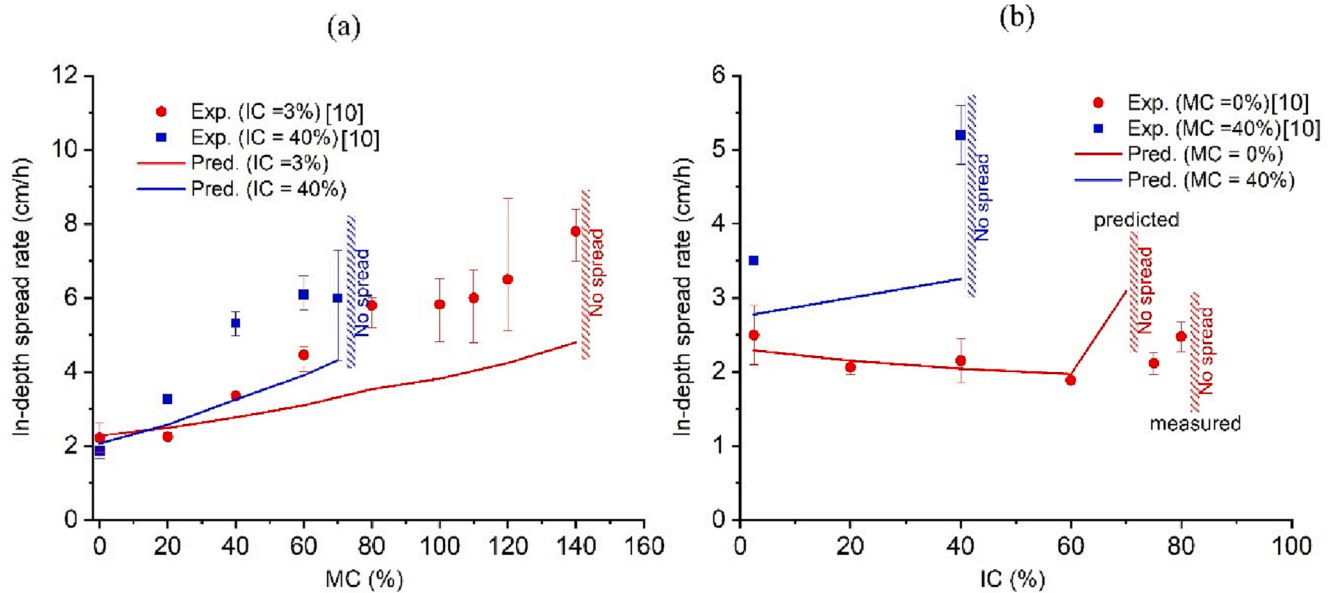 (a)
12
10
8
6
4
2
0
In-depth spread rate (cm/h)
Exp. (IC =3%)[10]
Exp. (IC = 40%)[10]
Pred. (IC =3%)
Pred. (IC = 40%)
No spread
No spread
0 20 40 60 80 100 120 140 160
MC (%)
(b)
6
5
4
3
2
1
0
In-depth spread rate (cm/h)
Exp. (MC =0%)[10]
Exp. (MC =40%)[10]
Pred. (MC = 0%)
Pred. (MC = 40%)
No spread
predicted
No spread
No spread
measured
0 20 40 60 80 100
IC (%)